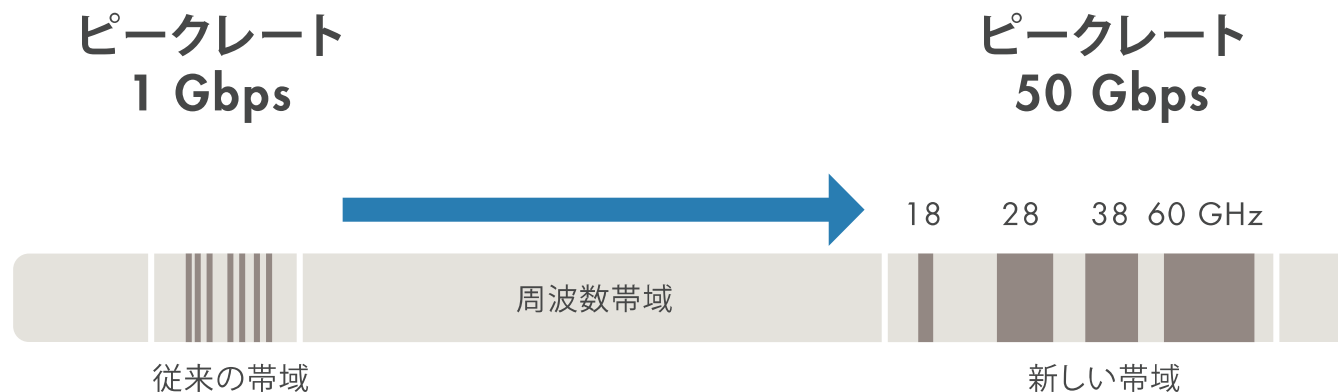 ピークレート
1 Gbps
ピークレート
50 Gbps
18 28 38 60 GHz
周波数帯域
従来の帯域
新しい帯域